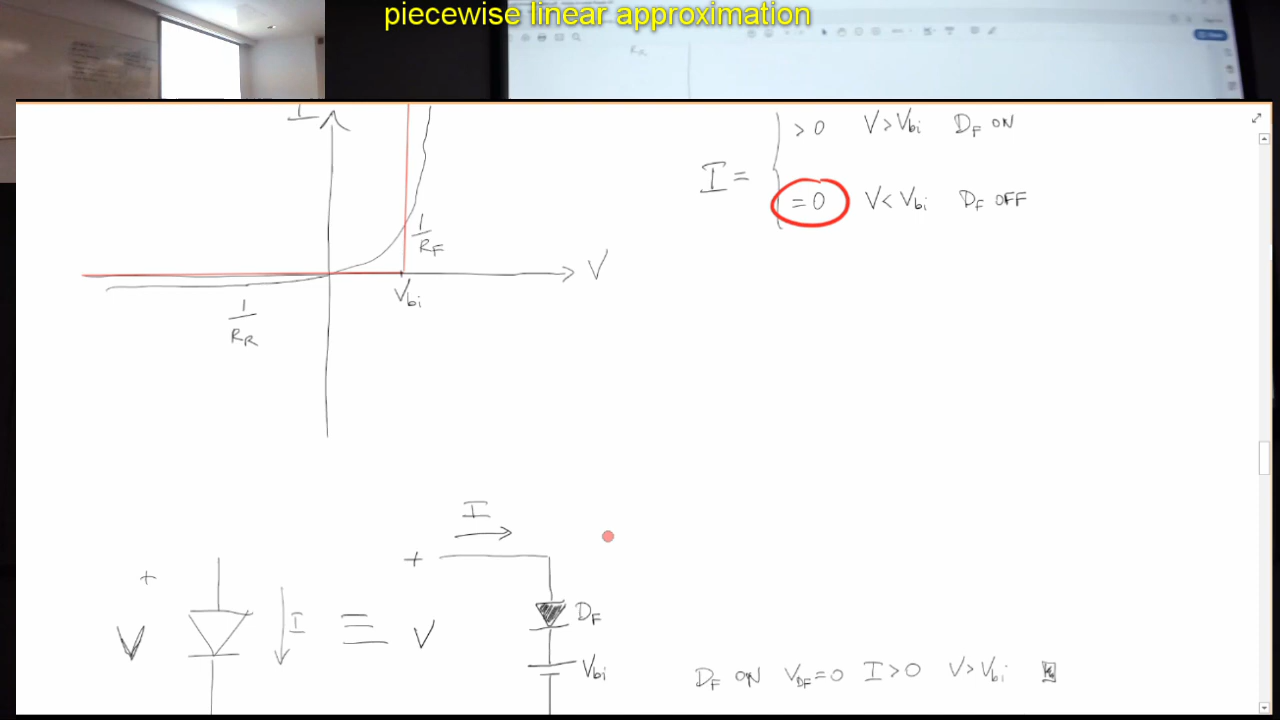 piecewise linear approximation
R_R
I
> 0 V > V_bi D_F ON
I =
= 0 V < V_bi D_F OFF
1/R_F
V
V_bi
1/R_R
I
+
+
V
I
≡
V
D_F
V_bi
D_F ON V_DF = 0 I > 0 V > V_bi